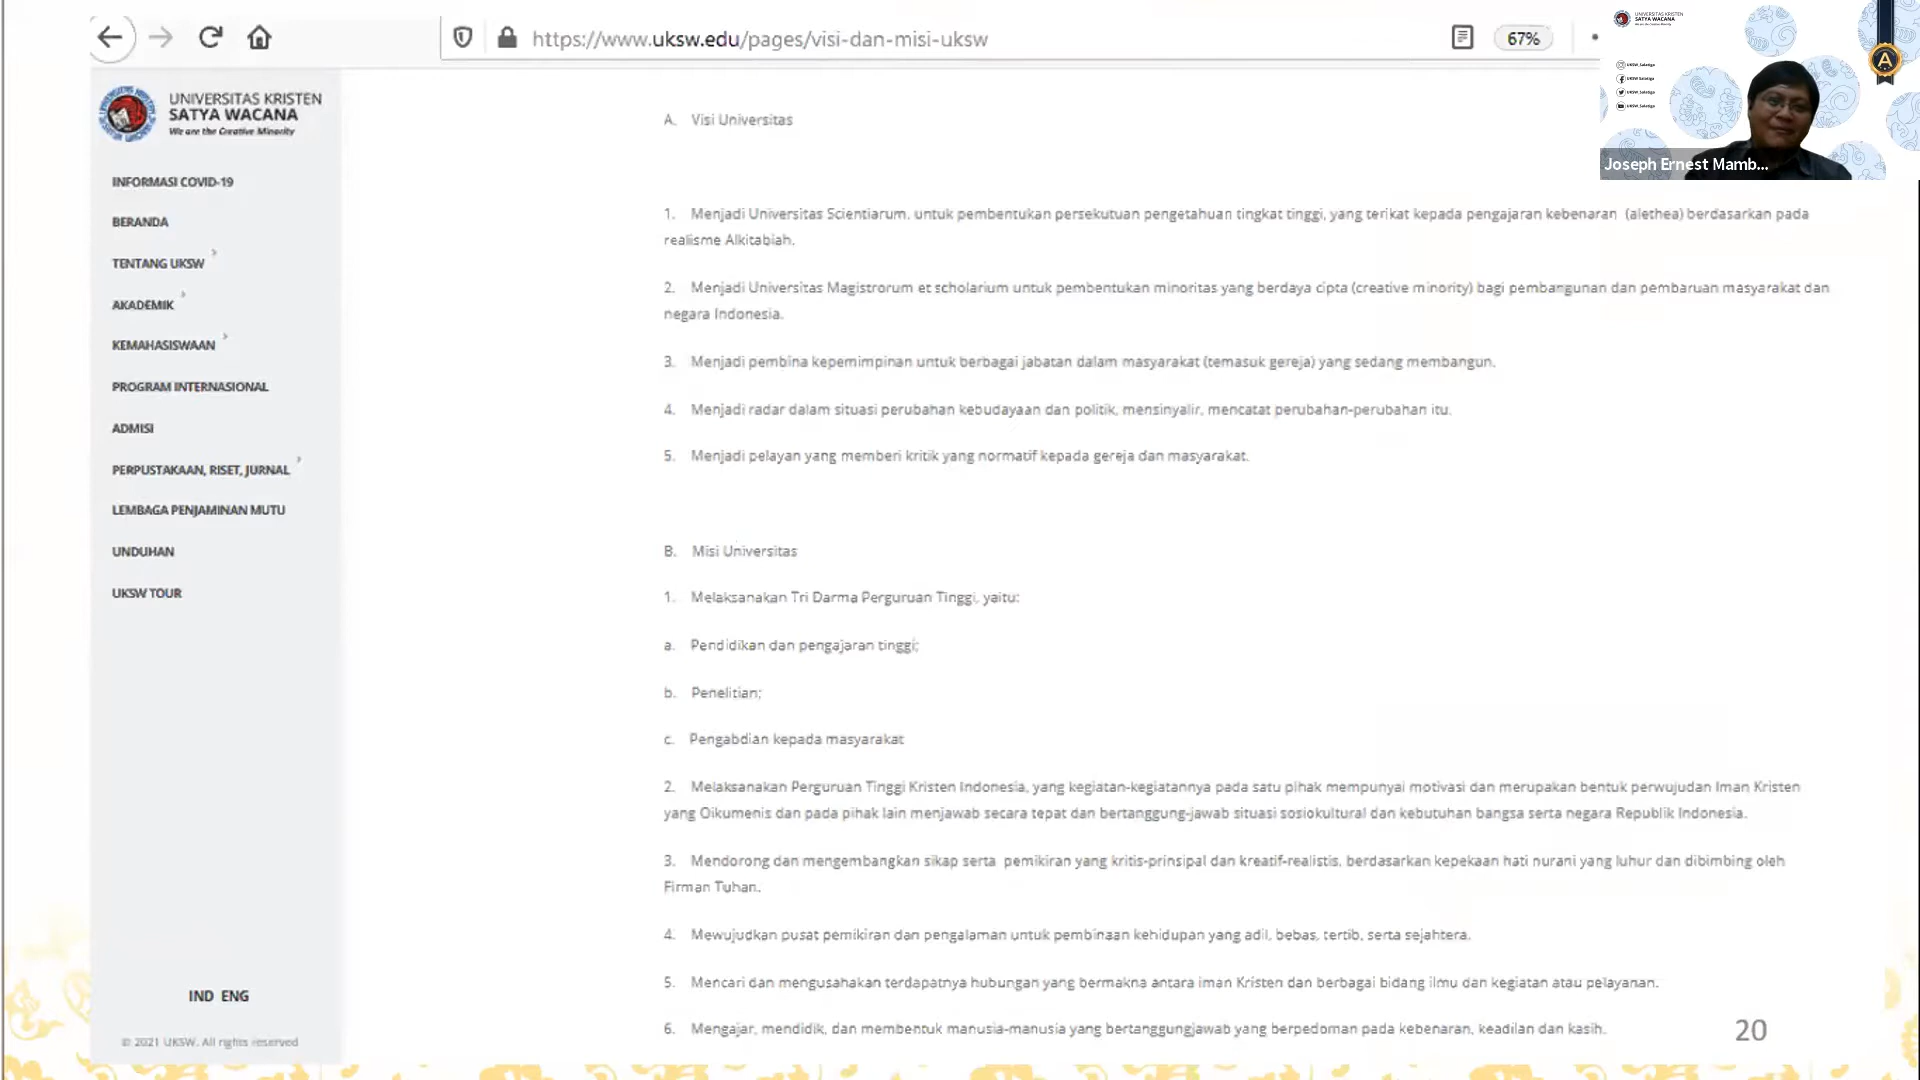 https://www.uksw.edu/pages/visi-dan-misi-uksw
67%
UNIVERSITAS KRISTEN
SATYA WACANA
We are the Creative Minority
INFORMASI COVID-19
BERANDA
TENTANG UKSW
AKADEMIK
KEMAHASISWAAN
PROGRAM INTERNASIONAL
ADMISI
PERPUSTAKAAN, RISET, JURNAL
LEMBAGA PENJAMINAN MUTU
UNDUHAN
UKSW TOUR
IND ENG
© 2021 UKSW. All rights reserved
A. Visi Universitas
1. Menjadi Universitas Scientiarum, untuk pembentukan persekutuan pengetahuan tingkat tinggi, yang terikat kepada pengajaran kebenaran (alethea) berdasarkan pada
realisme Alkitabiah.
2. Menjadi Universitas Magistrorum et scholarium untuk pembentukan minoritas yang berdaya cipta (creative minority) bagi pembangunan dan pembaruan masyarakat dan
negara Indonesia.
3. Menjadi pembina kepemimpinan untuk berbagai jabatan dalam masyarakat (temasuk gereja) yang sedang membangun.
4. Menjadi radar dalam situasi perubahan kebudayaan dan politik, mensinyalir, mencatat perubahan-perubahan itu.
5. Menjadi pelayan yang memberi kritik yang normatif kepada gereja dan masyarakat.
B. Misi Universitas
1. Melaksanakan Tri Darma Perguruan Tinggi, yaitu:
a. Pendidikan dan pengajaran tinggi;
b. Penelitian;
c. Pengabdian kepada masyarakat
2. Melaksanakan Perguruan Tinggi Kristen Indonesia, yang kegiatan-kegiatannya pada satu pihak mempunyai motivasi dan merupakan bentuk perwujudan Iman Kristen
yang Oikumenis dan pada pihak lain menjawab secara tepat dan bertanggung-jawab situasi sosiokultural dan kebutuhan bangsa serta negara Republik Indonesia.
3. Mendorong dan mengembangkan sikap serta pemikiran yang kritis-prinsipal dan kreatif-realistis, berdasarkan kepekaan hati nurani yang luhur dan dibimbing oleh
Firman Tuhan.
4. Mewujudkan pusat pemikiran dan pengalaman untuk pembinaan kehidupan yang adil, bebas, tertib, serta sejahtera.
5. Mencari dan mengusahakan terdapatnya hubungan yang bermakna antara iman Kristen dan berbagai bidang ilmu dan kegiatan atau pelayanan.
6. Mengajar, mendidik, dan membentuk manusia-manusia yang bertanggungjawab yang berpedoman pada kebenaran, keadilan dan kasih.
20
UNIVERSITAS KRISTEN
SATYA WACANA
UKSW_Salatiga
UKSW Salatiga
UKSW_Salatiga
UKSW_Salatiga
A
Joseph Ernest Mamb...